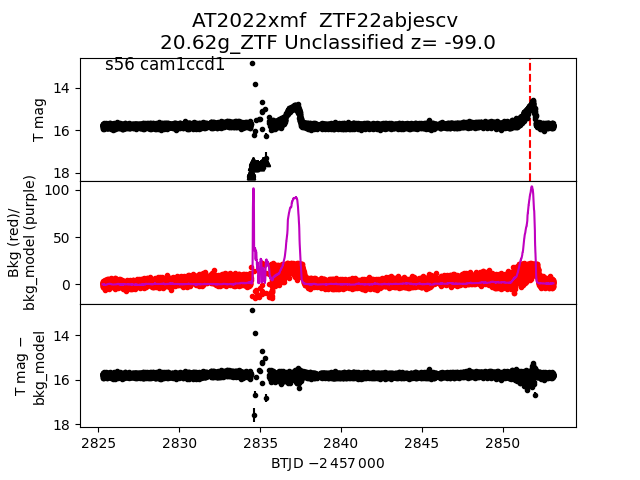 AT2022xmf  ZTF22abjescv
20.62g_ZTF Unclassified z= -99.0
s56 cam1ccd1
T mag
14
16
18
Bkg (red)/
bkg_model (purple)
100
50
0
T mag −
bkg_model
14
16
18
2825
2830
2835
2840
2845
2850
BTJD −2 457 000